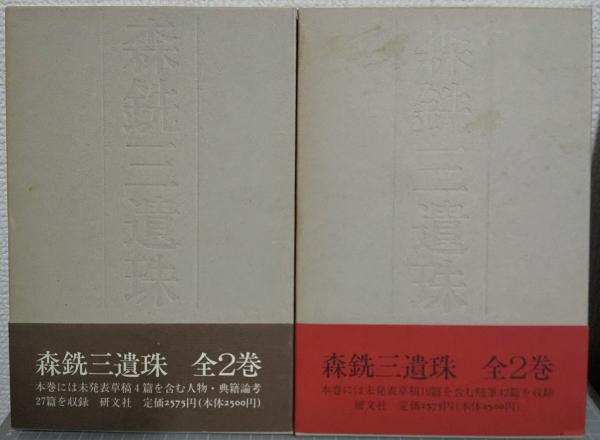 森銑三遺珠
森銑三遺珠 全2巻
本巻には未発表草稿4篇を含む人物・典籍論考
27篇を収録 研文社 定価2575円(本体2500円)
森銑三遺珠
森銑三遺珠 全2巻
本巻には未発表草稿19篇を含む随筆42篇を収録
研文社 定価2575円(本体2500円)